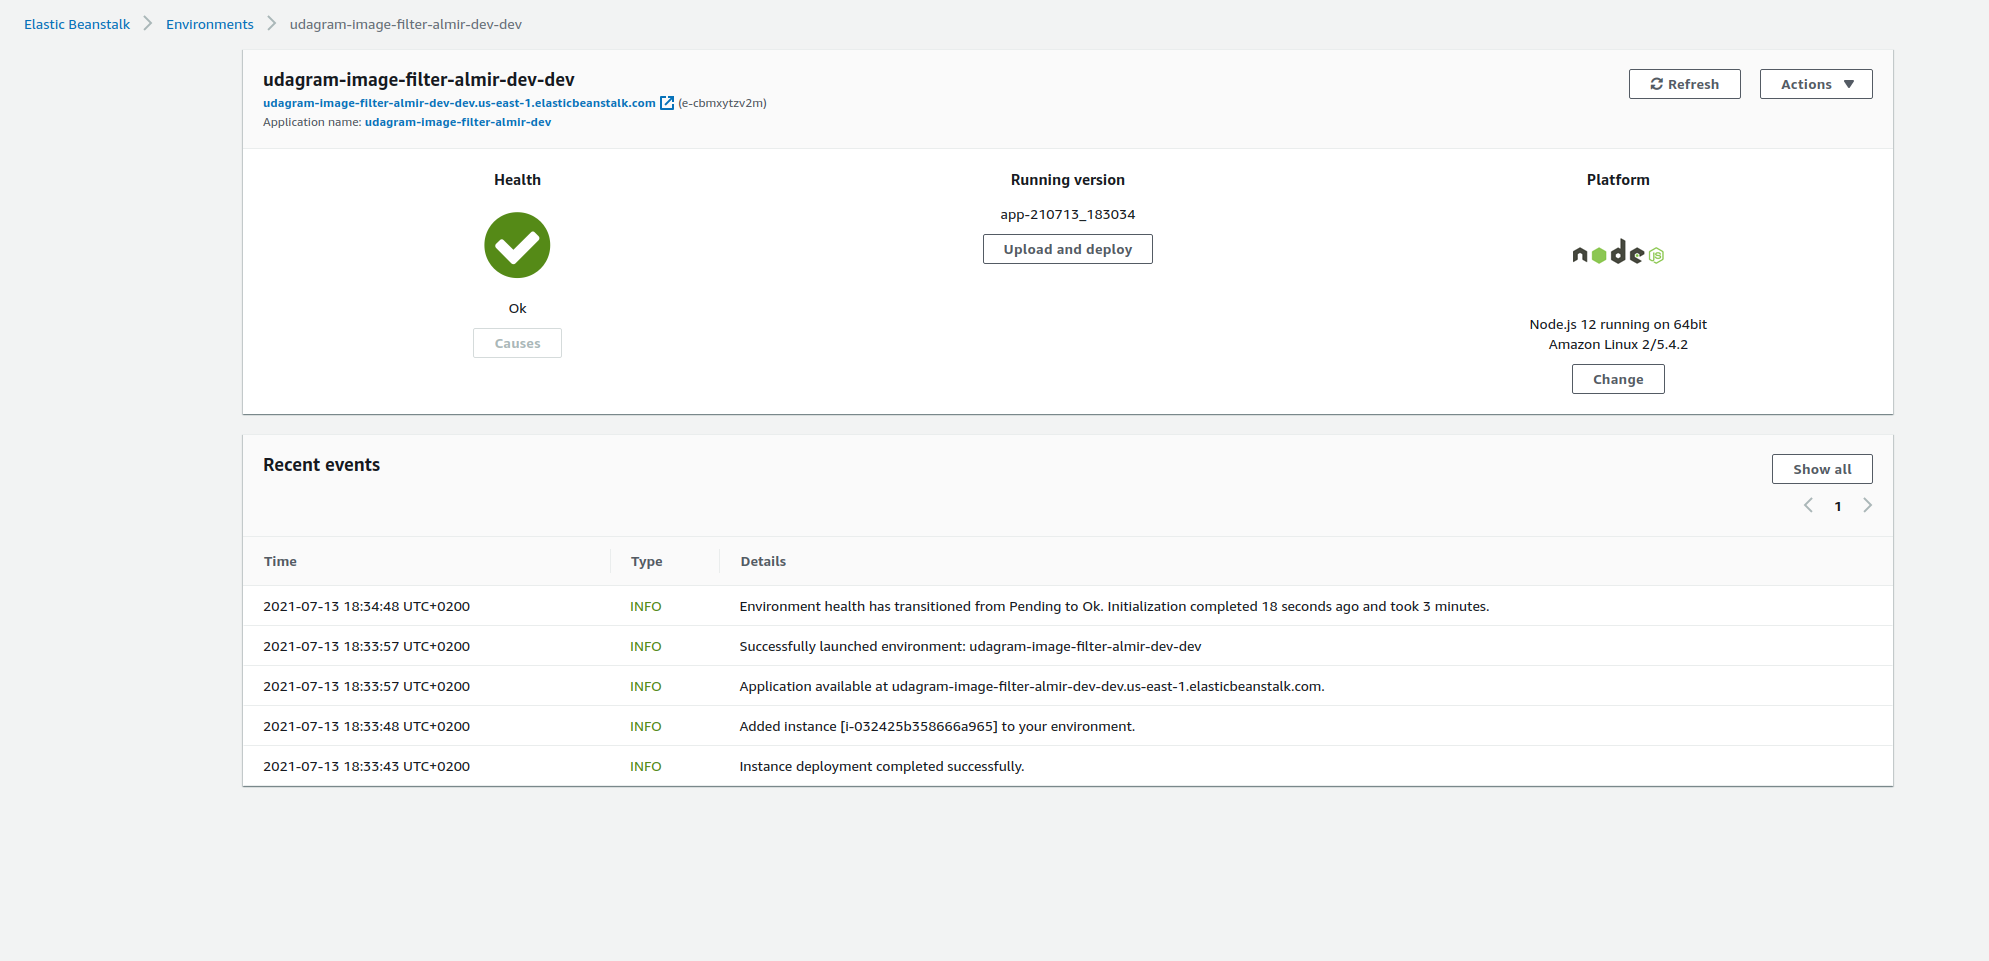 Elastic Beanstalk > Environments > udagram-image-filter-almir-dev-dev
udagram-image-filter-almir-dev-dev
udagram-image-filter-almir-dev-dev.us-east-1.elasticbeanstalk.com (e-cbmxytzv2m)
Application name: udagram-image-filter-almir-dev
Refresh
Actions
Health
Ok
Causes
Running version
app-210713_183034
Upload and deploy
Platform
node JS
Node.js 12 running on 64bit
Amazon Linux 2/5.4.2
Change
Recent events
Show all
1
Time Type Details
2021-07-13 18:34:48 UTC+0200 INFO Environment health has transitioned from Pending to Ok. Initialization completed 18 seconds ago and took 3 minutes.
2021-07-13 18:33:57 UTC+0200 INFO Successfully launched environment: udagram-image-filter-almir-dev-dev
2021-07-13 18:33:57 UTC+0200 INFO Application available at udagram-image-filter-almir-dev-dev.us-east-1.elasticbeanstalk.com.
2021-07-13 18:33:48 UTC+0200 INFO Added instance [i-032425b358666a965] to your environment.
2021-07-13 18:33:43 UTC+0200 INFO Instance deployment completed successfully.